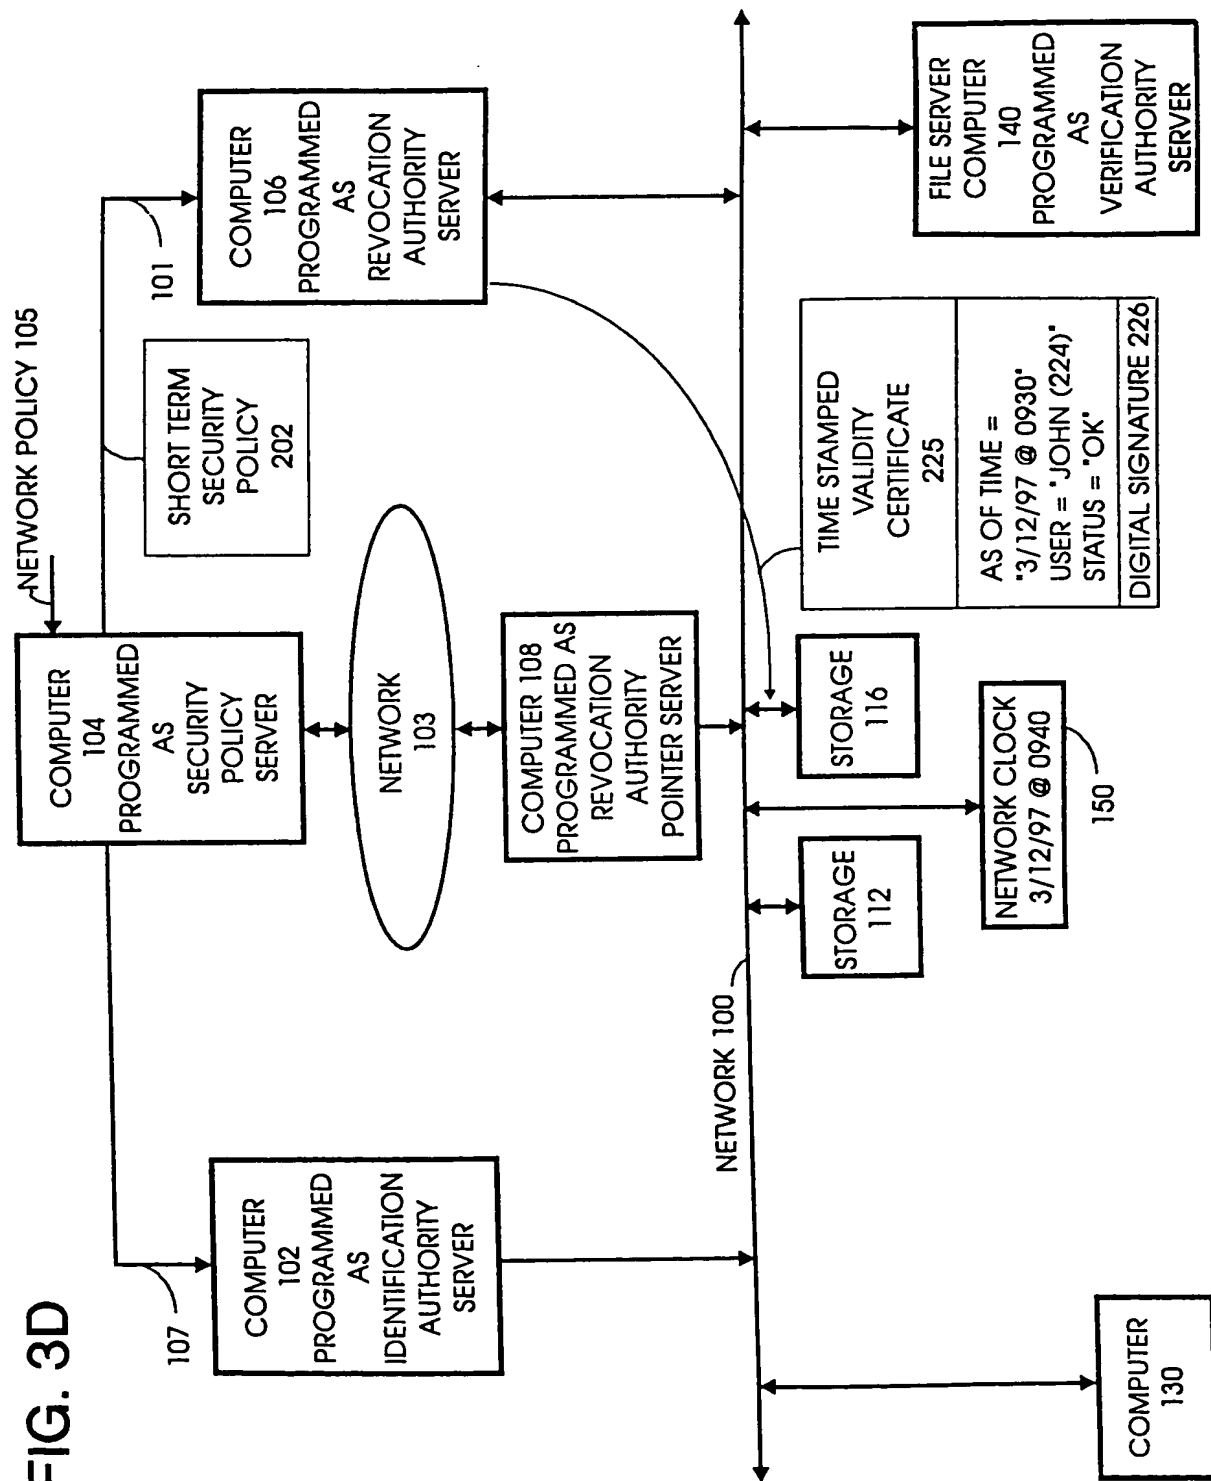 FIG. 3D
NETWORK POLICY 105
COMPUTER
104
PROGRAMMED
AS
SECURITY
POLICY
SERVER
107
101
SHORT TERM
SECURITY
POLICY
202
COMPUTER
102
PROGRAMMED
AS
IDENTIFICATION
AUTHORITY
SERVER
NETWORK
103
COMPUTER
106
PROGRAMMED
AS
REVOCATION
AUTHORITY
SERVER
COMPUTER 108
PROGRAMMED AS
REVOCATION
AUTHORITY
POINTER SERVER
NETWORK 100
STORAGE
112
STORAGE
116
TIME STAMPED
VALIDITY
CERTIFICATE
225
AS OF TIME =
"3/12/97 @ 0930"
USER = "JOHN (224)"
STATUS = "OK"
DIGITAL SIGNATURE 226
FILE SERVER
COMPUTER
140
PROGRAMMED
AS
VERIFICATION
AUTHORITY
SERVER
NETWORK CLOCK
3/12/97 @ 0940
150
COMPUTER
130